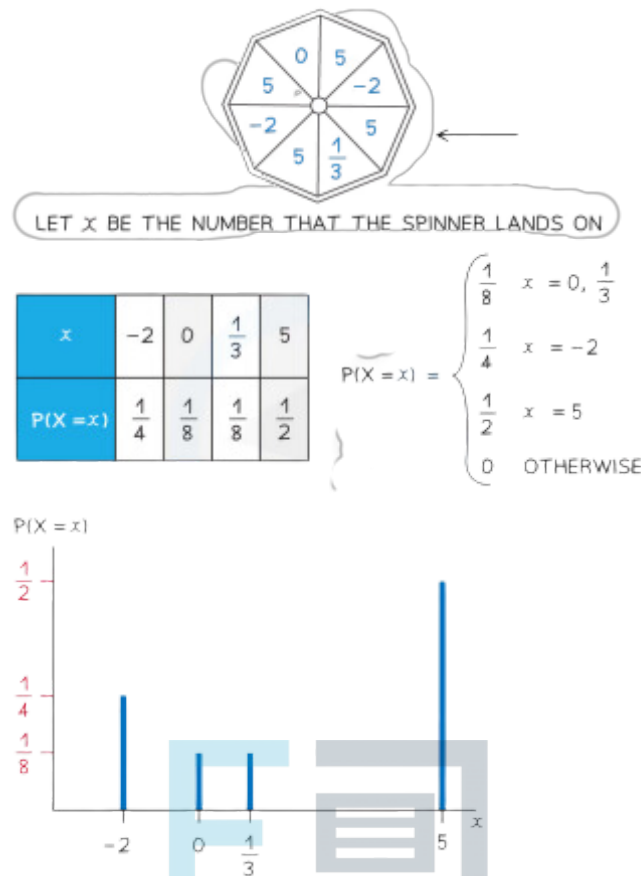 0 5
5 -2
-2 5
5 1/3
LET x BE THE NUMBER THAT THE SPINNER LANDS ON
x -2 0 1/3 5
P(X = x) 1/4 1/8 1/8 1/2
P(X = x) = { 1/8 x = 0, 1/3
1/4 x = -2
1/2 x = 5
0 OTHERWISE
P(X = x)
1/2
1/4
1/8
-2 0 1/3 5 x